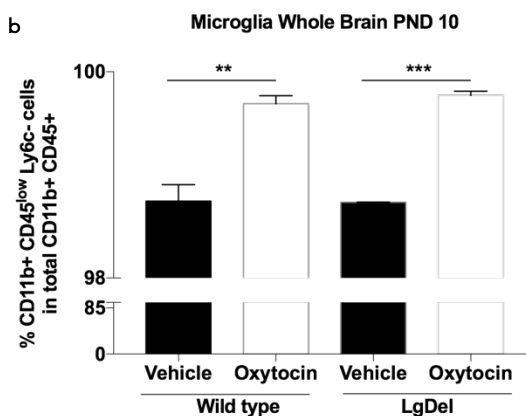 b
Microglia Whole Brain PND 10
% CD11b+ CD45low Ly6c- cells
in total CD11b+ CD45+
100
98
85
0
**
***
Vehicle Oxytocin Vehicle Oxytocin
Wild type LgDel